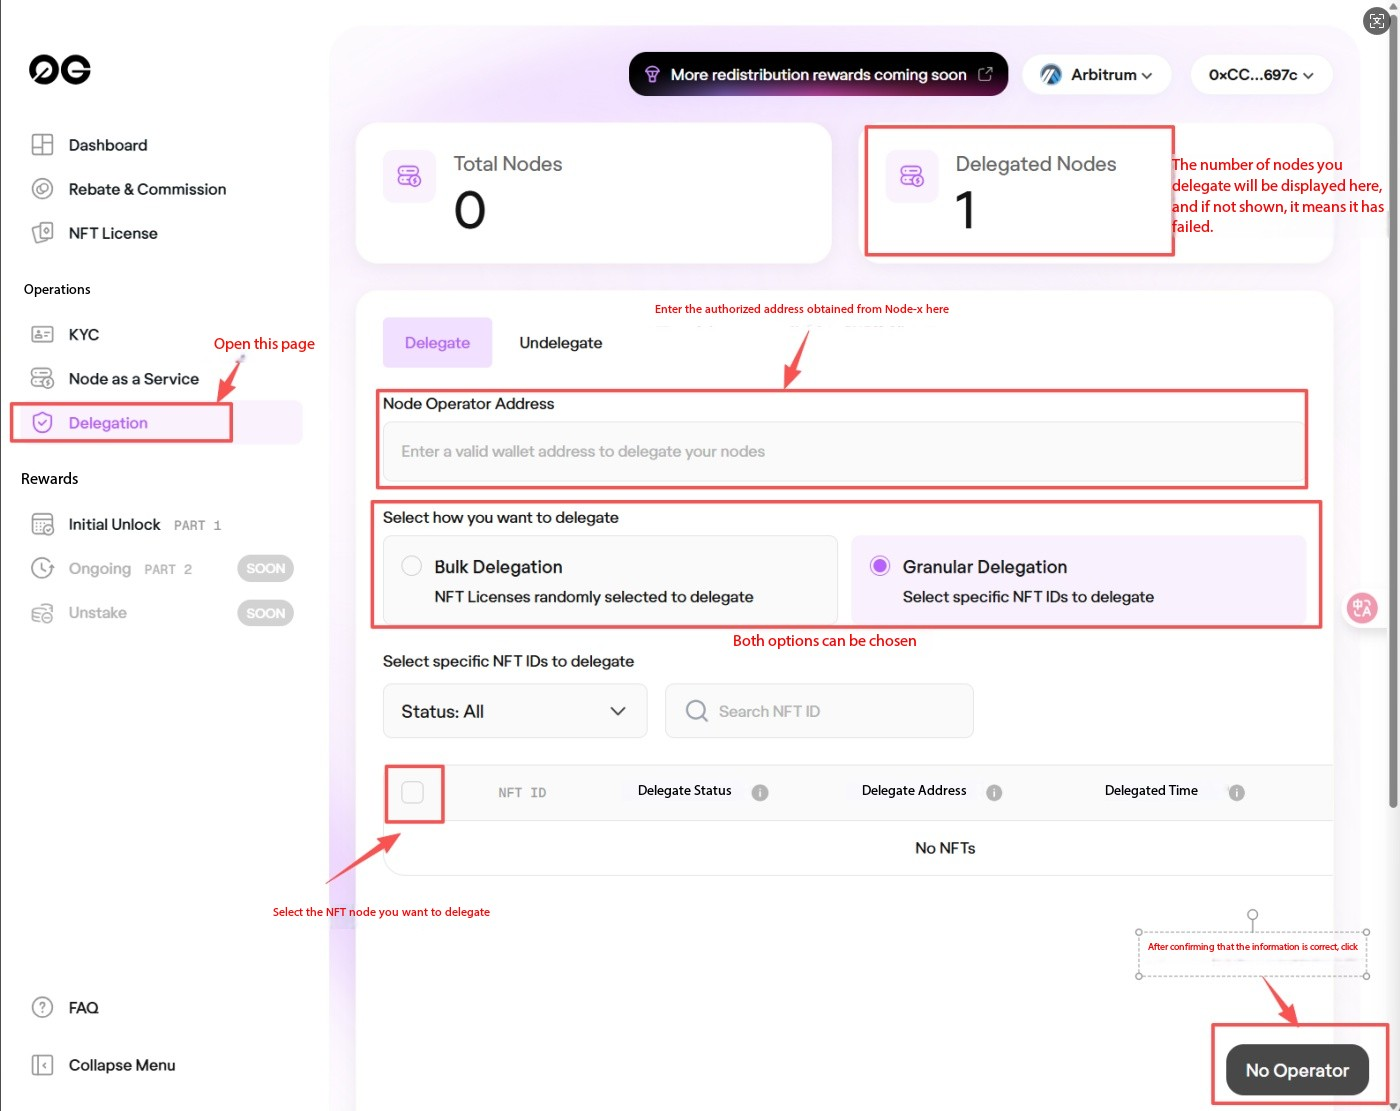 0G
More redistribution rewards coming soon
Arbitrum
0xCC...697c
Dashboard
Rebate & Commission
NFT License
Operations
KYC
Open this page
Node as a Service
Delegation
Rewards
Initial Unlock PART 1
Ongoing PART 2 SOON
Unstake SOON
FAQ
Collapse Menu
Total Nodes
0
Delegated Nodes
1
The number of nodes you
delegate will be displayed here,
and if not shown, it means it has
failed.
Enter the authorized address obtained from Node-x here
Delegate
Undelegate
Node Operator Address
Enter a valid wallet address to delegate your nodes
Select how you want to delegate
Bulk Delegation
NFT Licenses randomly selected to delegate
Granular Delegation
Select specific NFT IDs to delegate
Both options can be chosen
Select specific NFT IDs to delegate
Status: All
Search NFT ID
NFT ID Delegate Status Delegate Address Delegated Time
No NFTs
Select the NFT node you want to delegate
After confirming that the information is correct, click
No Operator